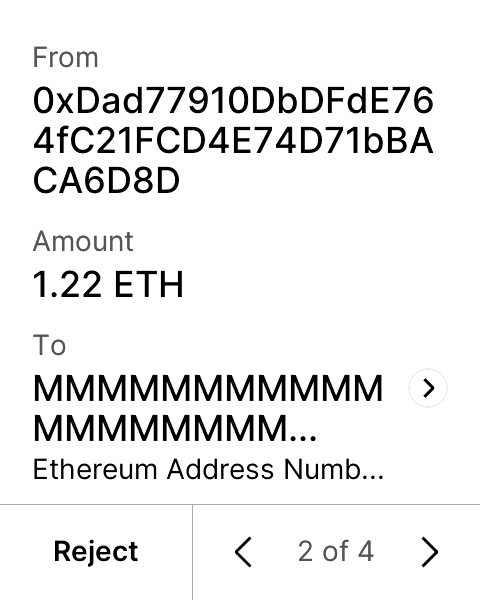 From
0xDad77910DbDFdE76
4fC21FCD4E74D71bBA
CA6D8D
Amount
1.22 ETH
To
MMMMMMMMMMM
MMMMMMMM...
Ethereum Address Numb...
Reject
2 of 4